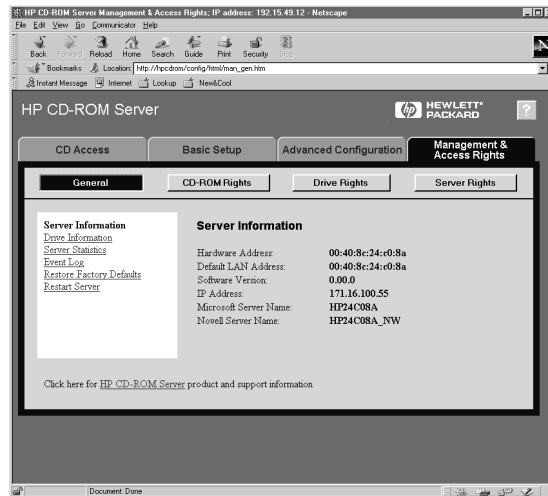 HP CD-ROM Server Management & Access Rights; IP address: 192.15.49.12 - Netscape
File Edit View Go Communicator Help
Back Forward Reload Home Search Guide Print Security Stop
Bookmarks Location: http://hpcdrom/config/html/man_gen.htm
Instant Message Internet Lookup New&Cool
HP CD-ROM Server
hp HEWLETT® PACKARD ?
CD Access Basic Setup Advanced Configuration Management & Access Rights
General CD-ROM Rights Drive Rights Server Rights
Server Information
Drive Information
Server Statistics
Event Log
Restore Factory Defaults
Restart Server
Server Information
Hardware Address: 00:40:8c:24:c0:8a
Default LAN Address: 00:40:8c:24:c0:8a
Software Version: 0.00.0
IP Address: 171.16.100.55
Microsoft Server Name: HP24C08A
Novell Server Name: HP24C08A_NW
Click here for HP CD-ROM Server product and support information
Document: Done